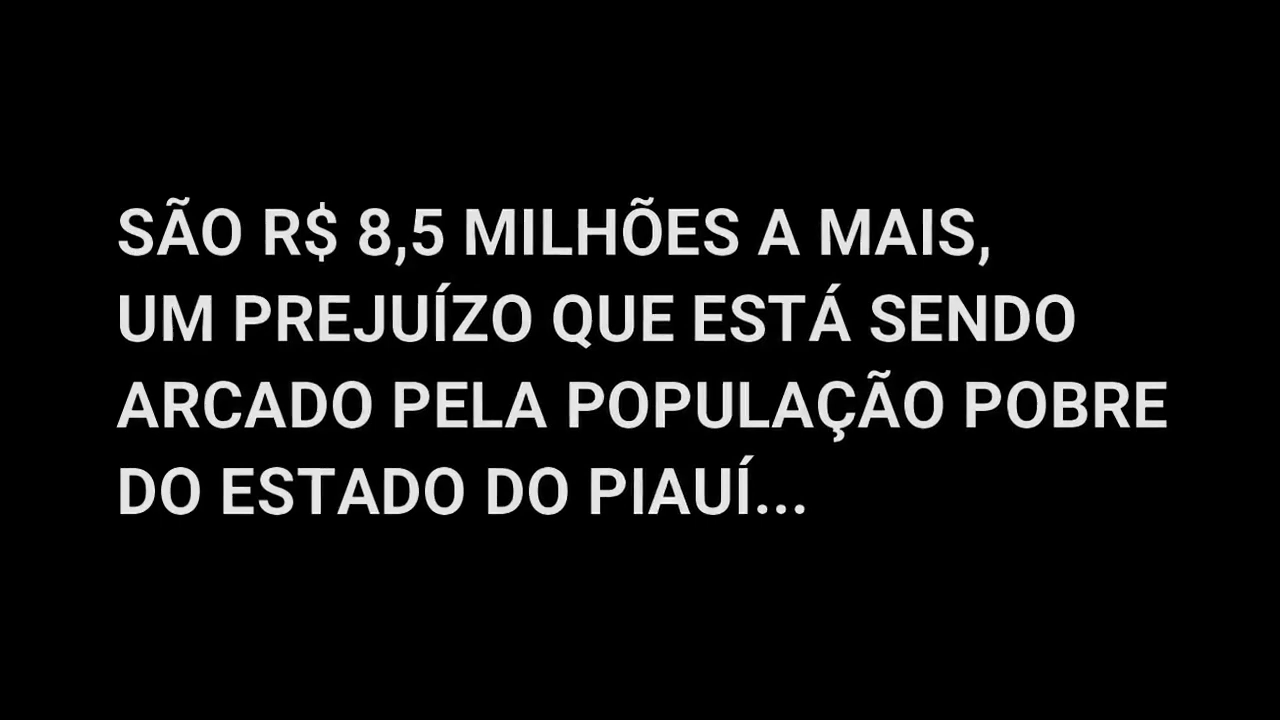 SÃO R$ 8,5 MILHÕES A MAIS,
UM PREJUÍZO QUE ESTÁ SENDO
ARCADO PELA POPULAÇÃO POBRE
DO ESTADO DO PIAUÍ...